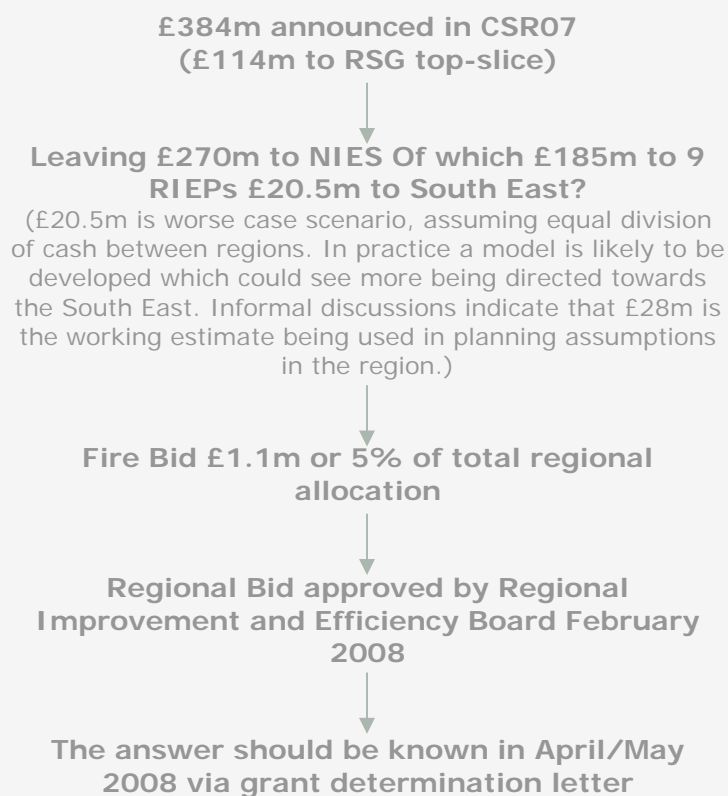 £384m announced in CSR07
(£114m to RSG top-slice)
Leaving £270m to NIES Of which £185m to 9
RIEPs £20.5m to South East?
(£20.5m is worse case scenario, assuming equal division
of cash between regions. In practice a model is likely to be
developed which could see more being directed towards
the South East. Informal discussions indicate that £28m is
the working estimate being used in planning assumptions
in the region.)
Fire Bid £1.1m or 5% of total regional
allocation
Regional Bid approved by Regional
Improvement and Efficiency Board February
2008
The answer should be known in April/May
2008 via grant determination letter